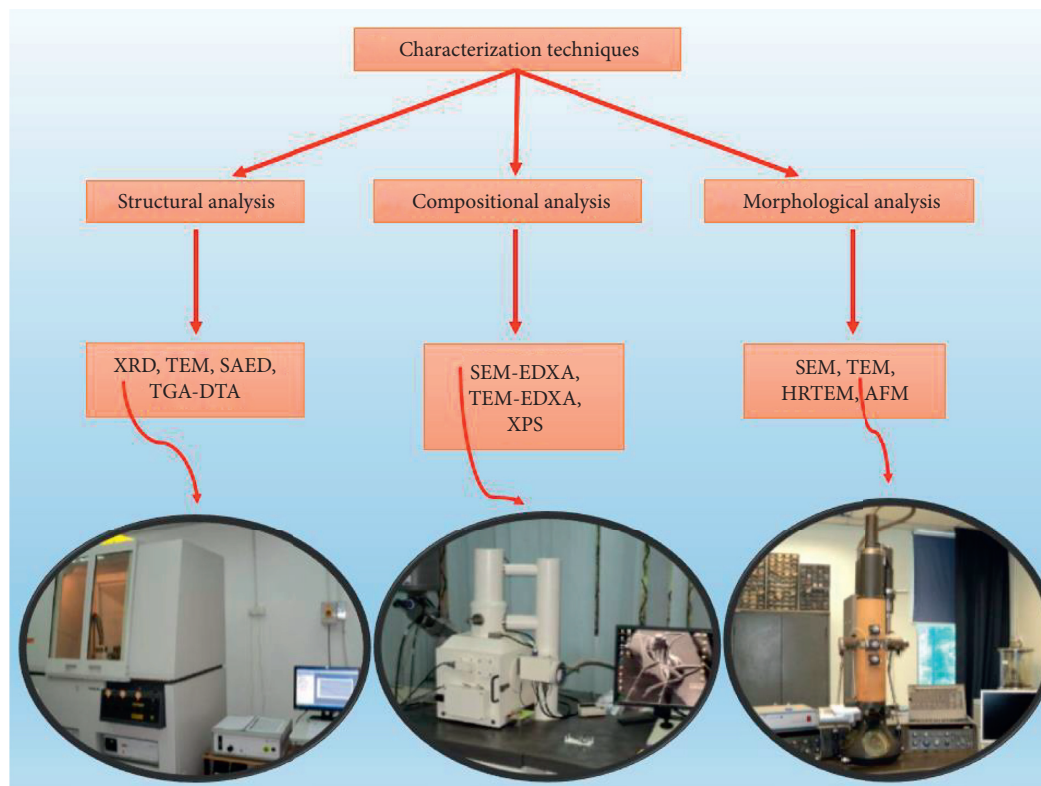 Characterization techniques
Structural analysis
Compositional analysis
Morphological analysis
XRD, TEM, SAED,
TGA-DTA
SEM-EDXA,
TEM-EDXA,
XPS
SEM, TEM,
HRTEM, AFM